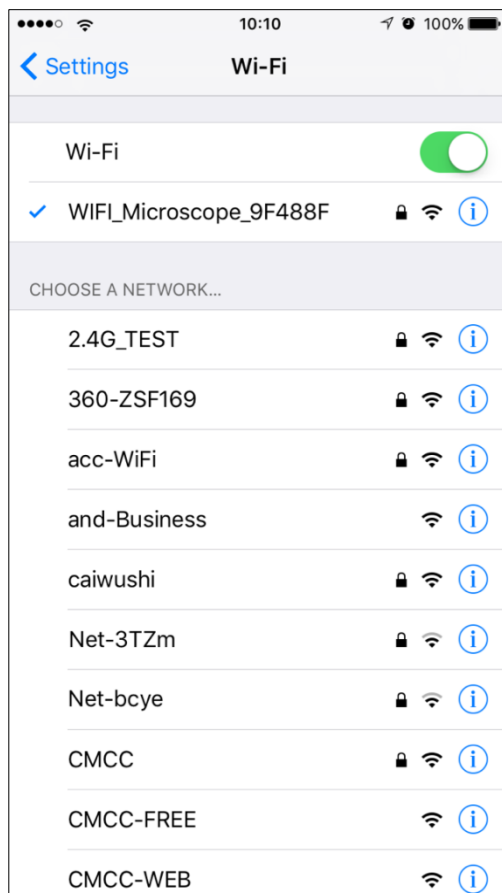 10:10 100%
Settings Wi-Fi
Wi-Fi
WIFI_Microscope_9F488F
CHOOSE A NETWORK...
2.4G_TEST
360-ZSF169
acc-WiFi
and-Business
caiwushi
Net-3TZm
Net-bcye
CMCC
CMCC-FREE
CMCC-WEB